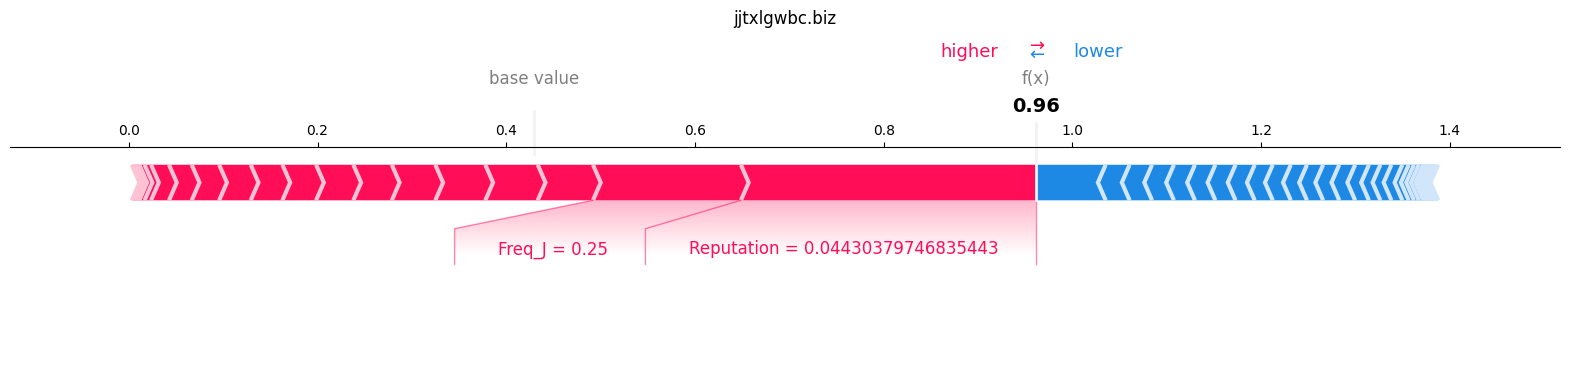 jjtxlgwbc.biz
higher → ← lower
base value f(x)
0.96
0.0 0.2 0.4 0.6 0.8 1.0 1.2 1.4
Freq_J = 0.25 Reputation = 0.04430379746835443